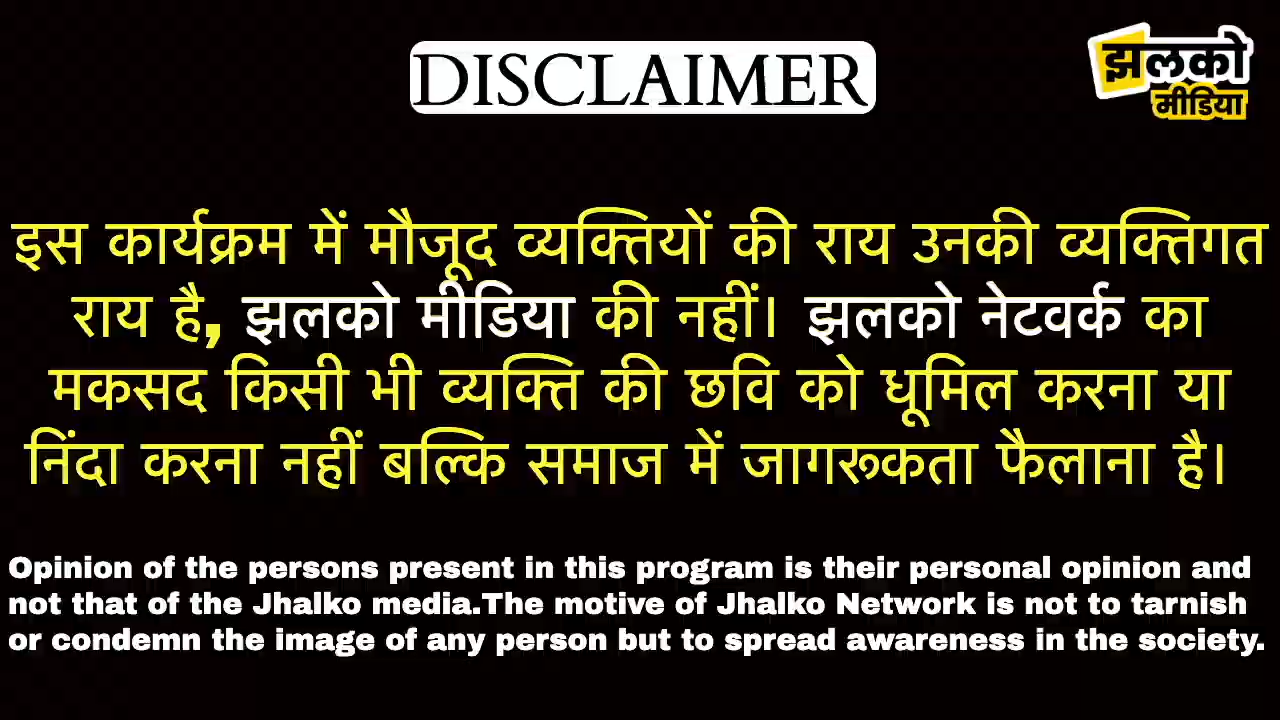 DISCLAIMER
झलको
मीडिया
इस कार्यक्रम में मौजूद व्यक्तियों की राय उनकी व्यक्तिगत
राय है, झलको मीडिया की नहीं। झलको नेटवर्क का
मकसद किसी भी व्यक्ति की छवि को धूमिल करना या
निंदा करना नहीं बल्कि समाज में जागरूकता फैलाना है।
Opinion of the persons present in this program is their personal opinion and
not that of the Jhalko media.The motive of Jhalko Network is not to tarnish
or condemn the image of any person but to spread awareness in the society.